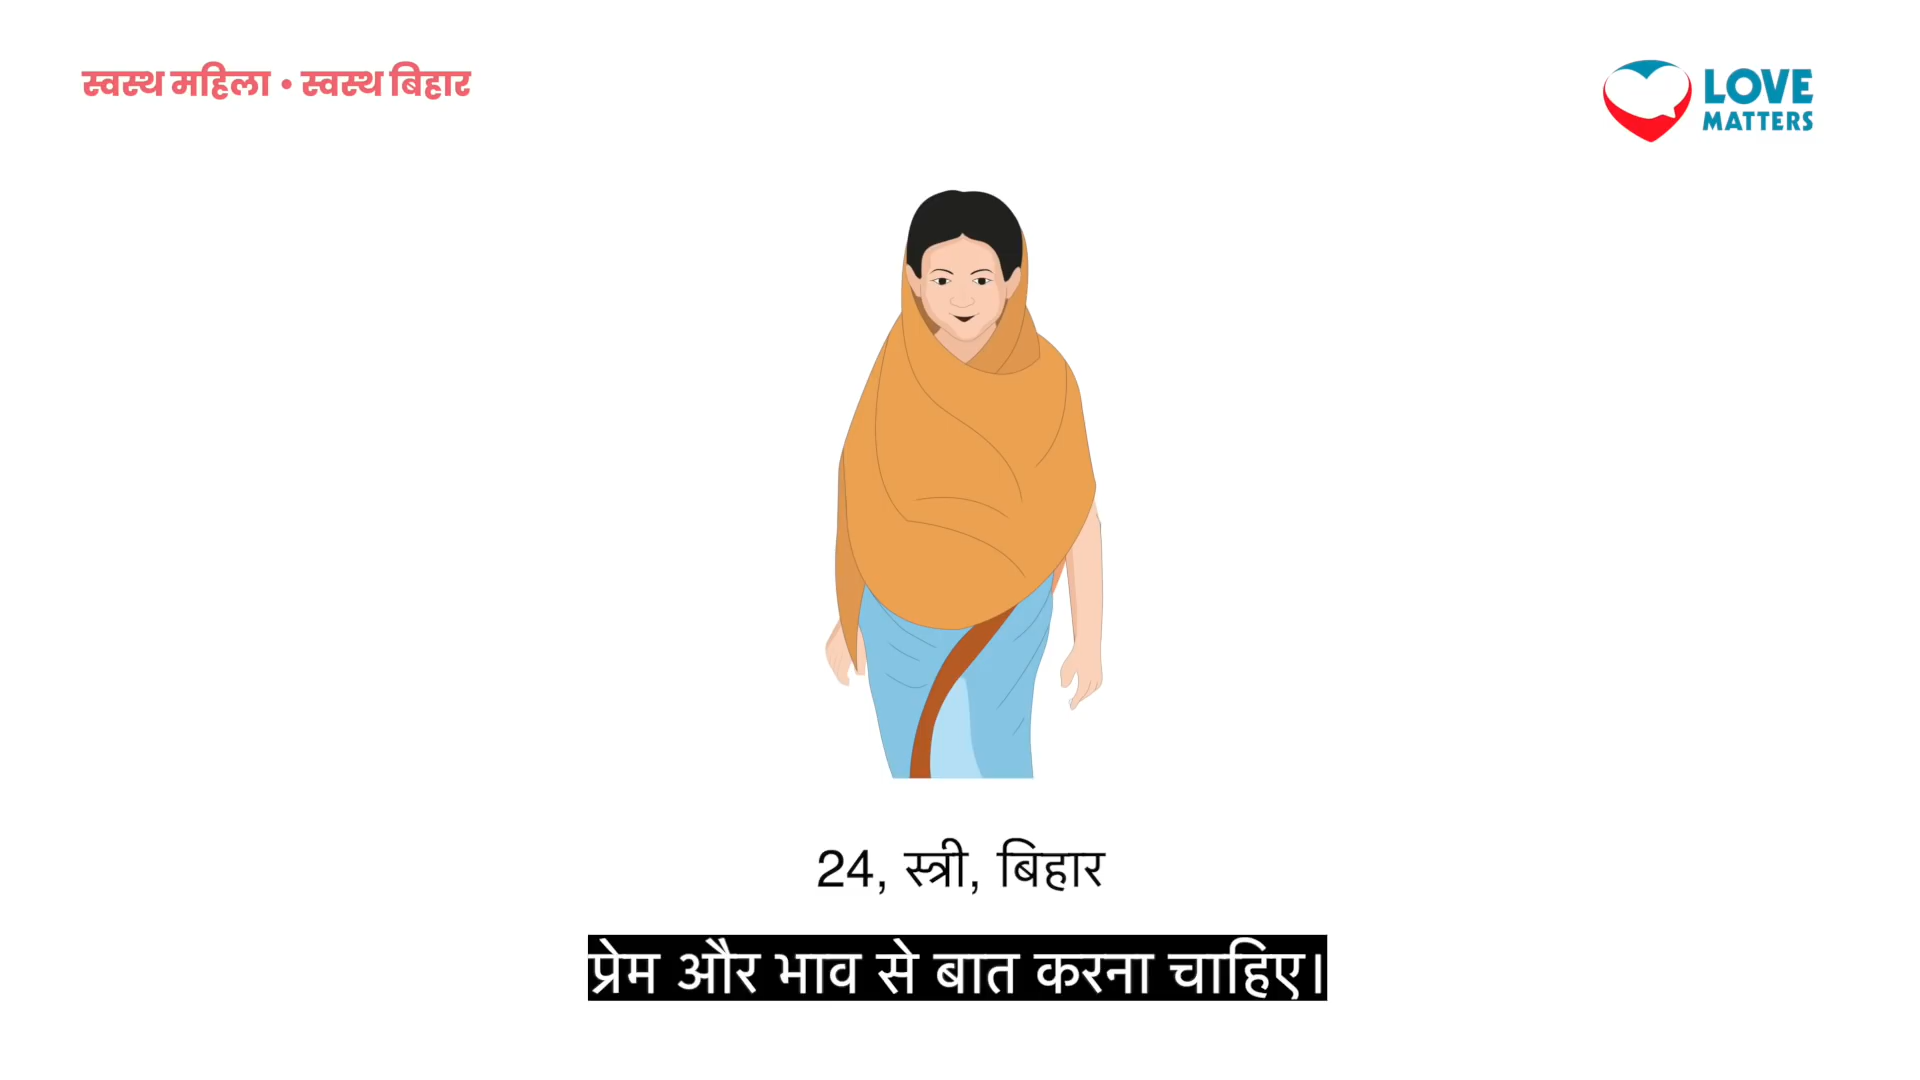 स्वस्थ महिला • स्वस्थ बिहार
LOVE
MATTERS
24, स्त्री, बिहार
प्रेम और भाव से बात करना चाहिए।